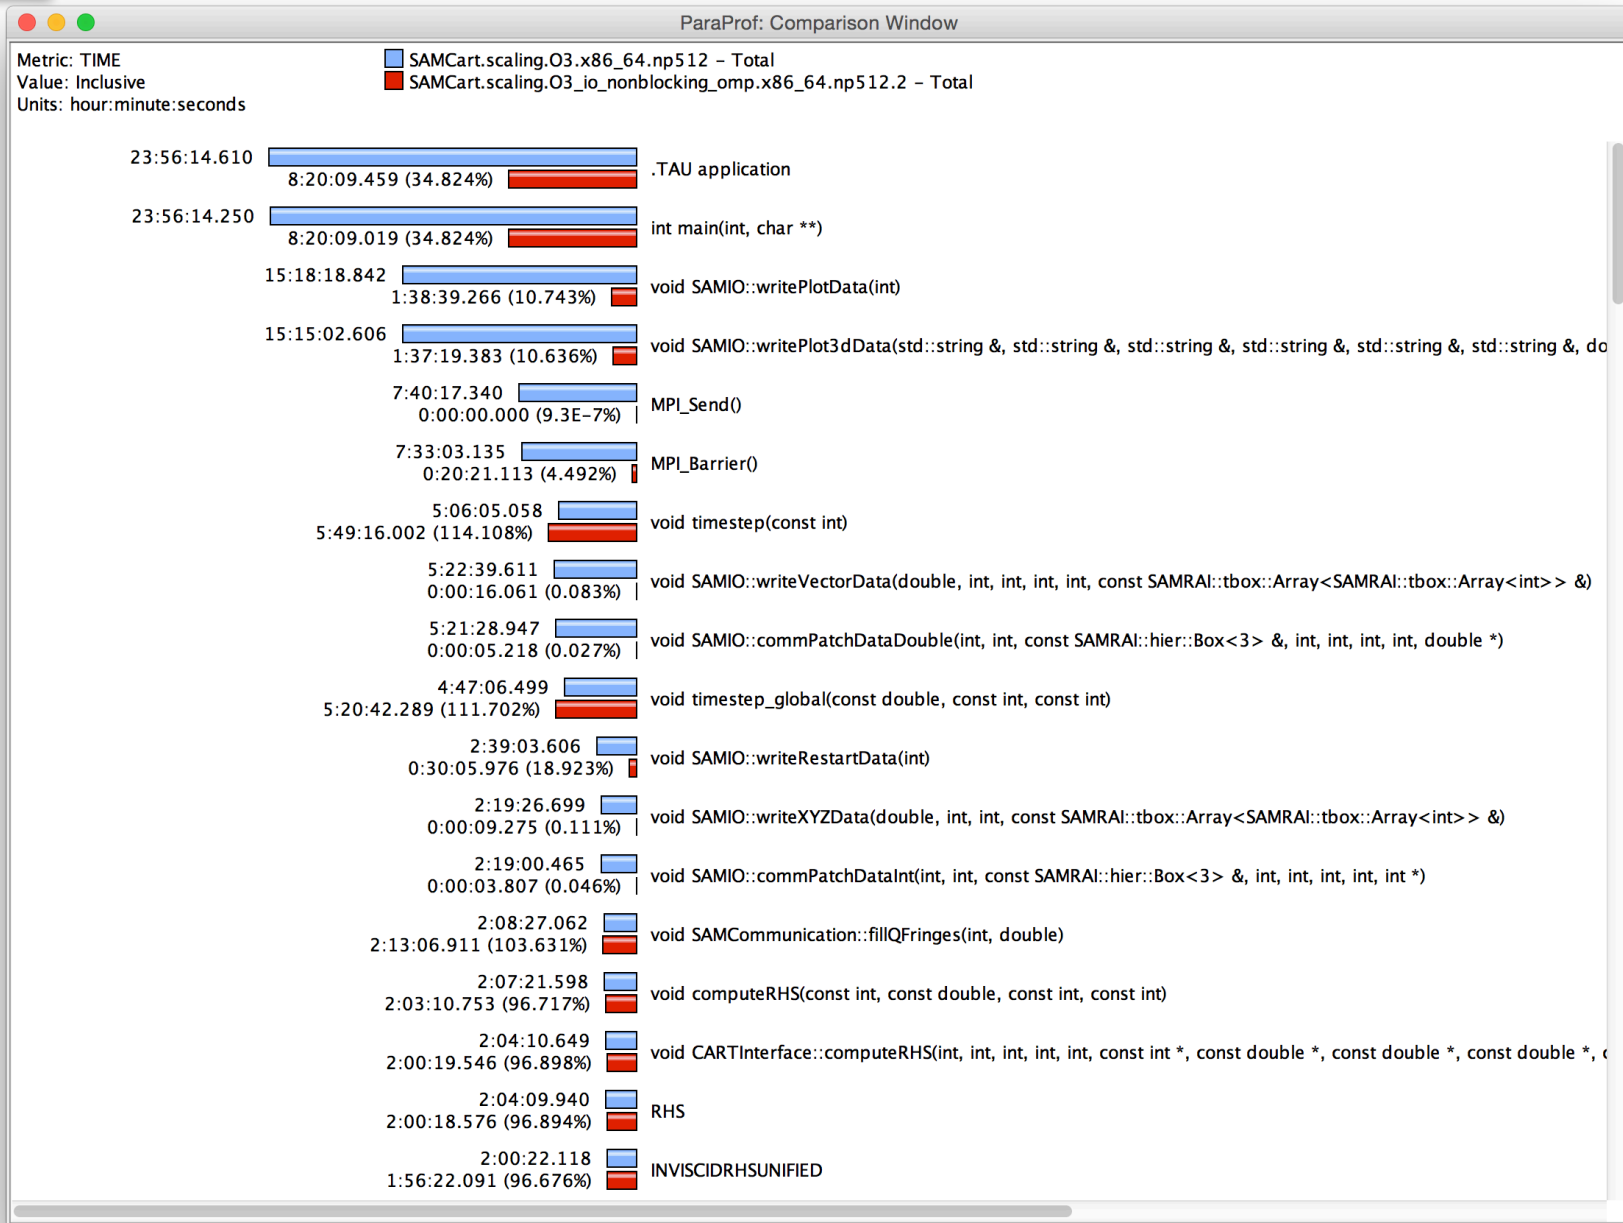 ParaProf: Comparison Window
Metric: TIME
Value: Inclusive
Units: hour:minute:seconds
SAMCart.scaling.O3.x86_64.np512 – Total
SAMCart.scaling.O3_io_nonblocking_omp.x86_64.np512.2 – Total
23:56:14.610
8:20:09.459 (34.824%)
.TAU application
23:56:14.250
8:20:09.019 (34.824%)
int main(int, char **)
15:18:18.842
1:38:39.266 (10.743%)
void SAMIO::writePlotData(int)
15:15:02.606
1:37:19.383 (10.636%)
void SAMIO::writePlot3dData(std::string &, std::string &, std::string &, std::string &, std::string &, std::string &, do
7:40:17.340
0:00:00.000 (9.3E-7%)
MPI_Send()
7:33:03.135
0:20:21.113 (4.492%)
MPI_Barrier()
5:06:05.058
5:49:16.002 (114.108%)
void timestep(const int)
5:22:39.611
0:00:16.061 (0.083%)
void SAMIO::writeVectorData(double, int, int, int, int, const SAMRAI::tbox::Array<SAMRAI::tbox::Array<int>> &)
5:21:28.947
0:00:05.218 (0.027%)
void SAMIO::commPatchDataDouble(int, int, const SAMRAI::hier::Box<3> &, int, int, int, int, double *)
4:47:06.499
5:20:42.289 (111.702%)
void timestep_global(const double, const int, const int)
2:39:03.606
0:30:05.976 (18.923%)
void SAMIO::writeRestartData(int)
2:19:26.699
0:00:09.275 (0.111%)
void SAMIO::writeXYZData(double, int, int, const SAMRAI::tbox::Array<SAMRAI::tbox::Array<int>> &)
2:19:00.465
0:00:03.807 (0.046%)
void SAMIO::commPatchDataInt(int, int, const SAMRAI::hier::Box<3> &, int, int, int, int, int *)
2:08:27.062
2:13:06.911 (103.631%)
void SAMCommunication::fillQFringes(int, double)
2:07:21.598
2:03:10.753 (96.717%)
void computeRHS(const int, const double, const int, const int)
2:04:10.649
2:00:19.546 (96.898%)
void CARTInterface::computeRHS(int, int, int, int, int, const int *, const double *, const double *, const double *,
2:04:09.940
2:00:18.576 (96.894%)
RHS
2:00:22.118
1:56:22.091 (96.676%)
INVISCIDRHSUNIFIED